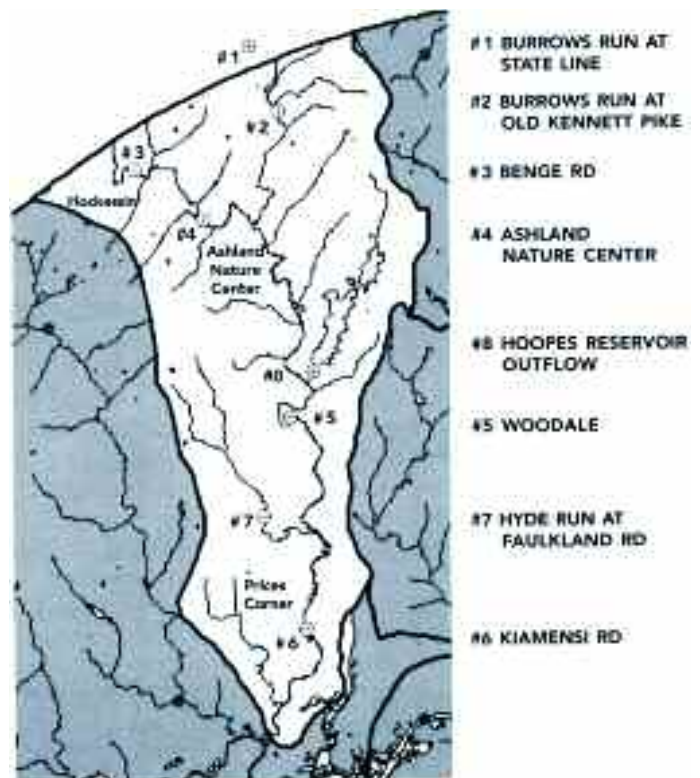 #1
#1 BURROWS RUN AT
STATE LINE
#2
#2 BURROWS RUN AT
OLD KENNETT PIKE
#3
#3 BENGE RD
Hockessin
#4
#4 ASHLAND
NATURE CENTER
Ashland
Nature
Center
#8
#8 HOOPES RESERVOIR
OUTFLOW
#5
#5 WOODALE
#7
#7 HYDE RUN AT
FAULKLAND RD
Prices
Corner
#6
#6 KIAMENSI RD